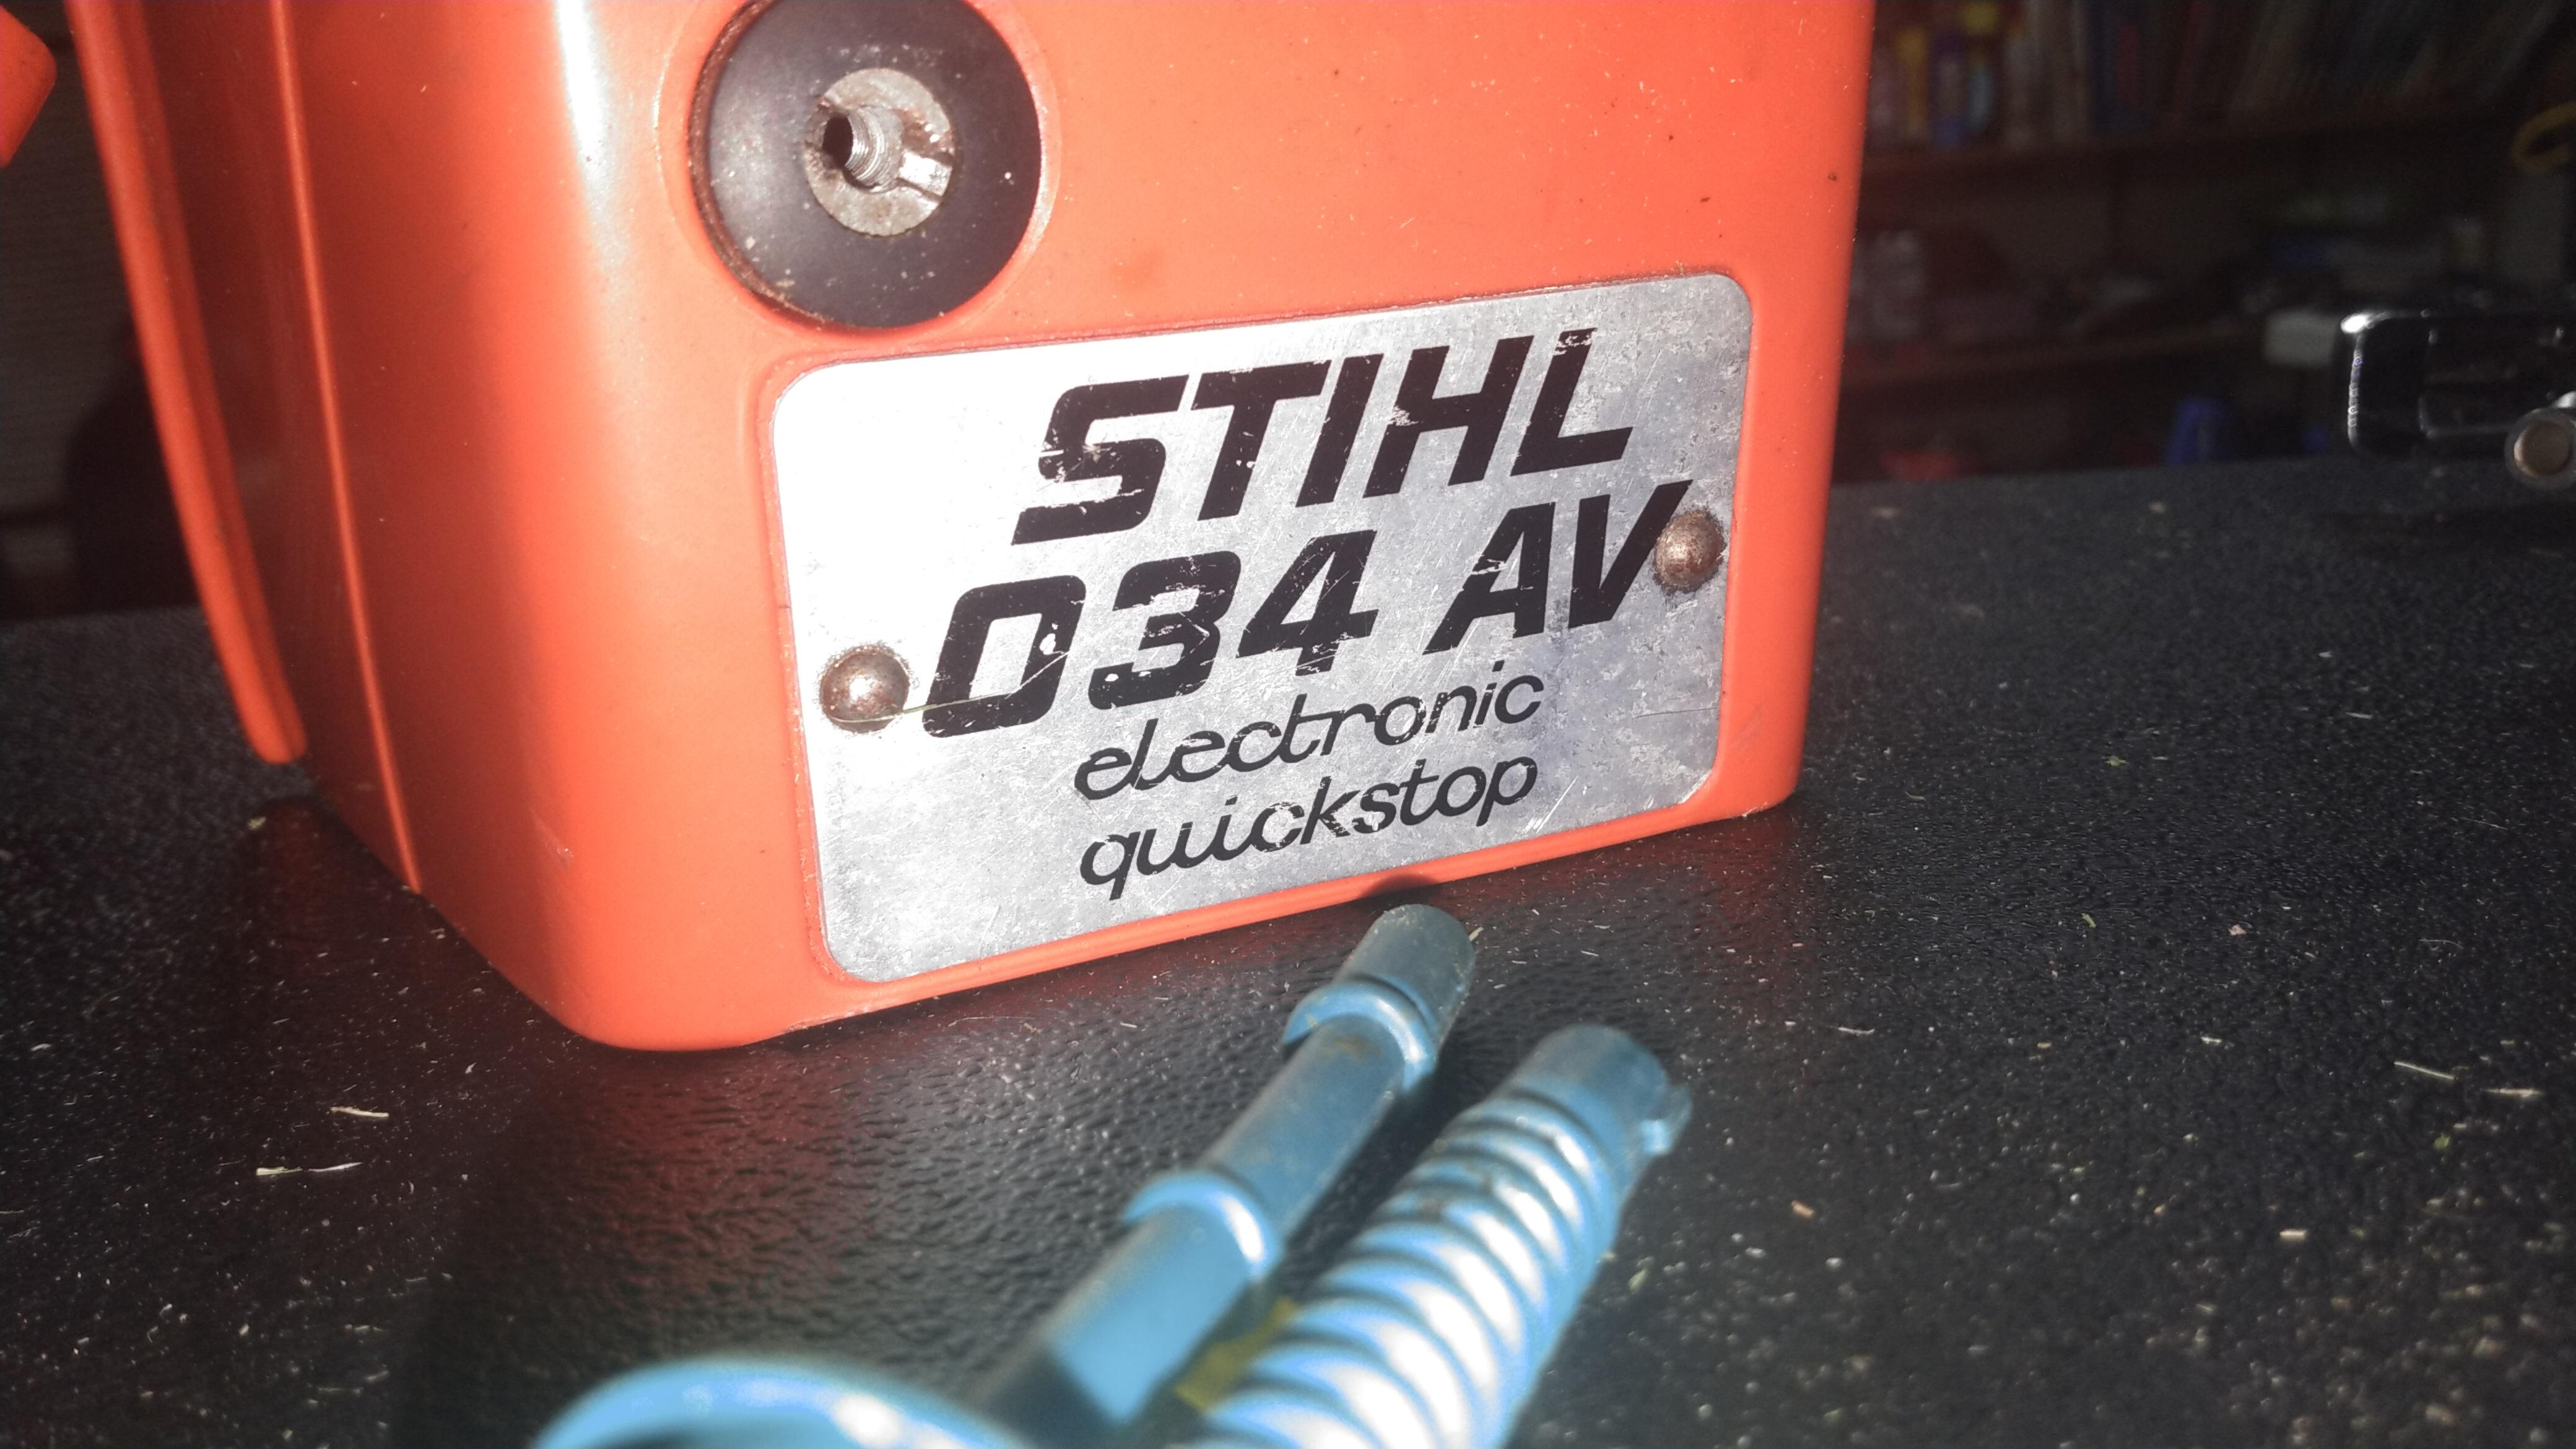 STIHL
034 AV
electronic
quickstop